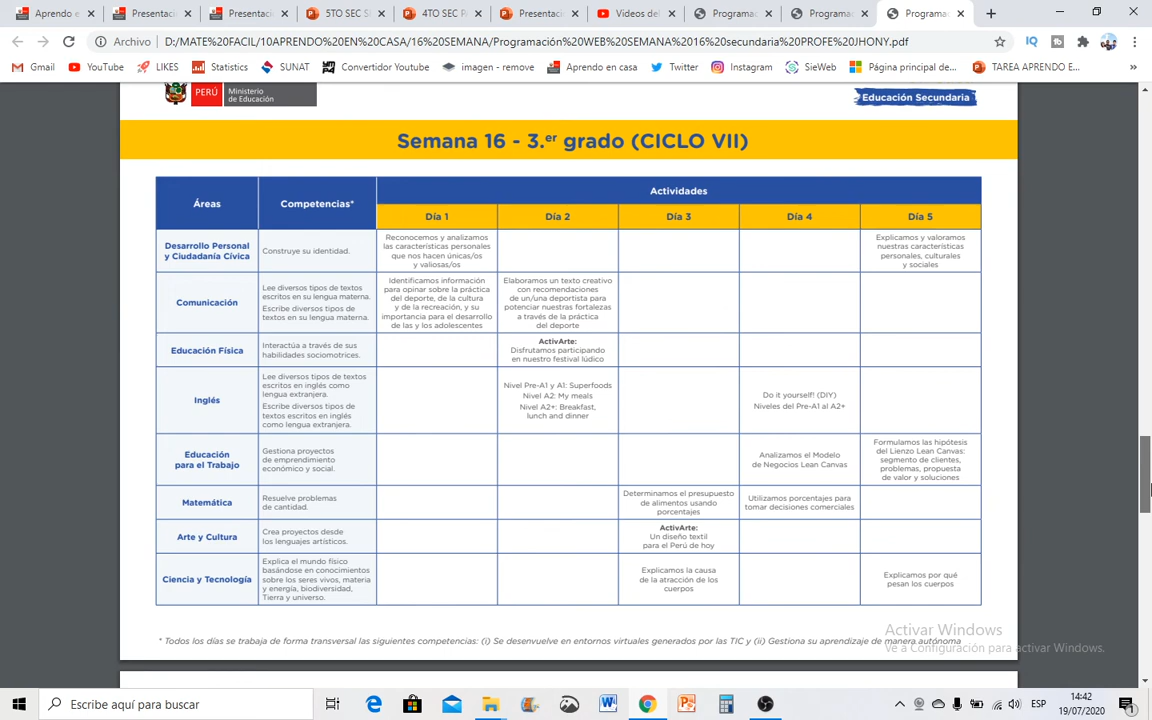 Aprendo e
Presentaci
Presentaci
5TO SEC S
4TO SEC P
Presentaci
Videos del
Programac
Programac
Programac
Archivo
D:/MATE%20FACIL/10APRENDO%20EN%20CASA/16%20SEMANA/Programación%20WEB%20SEMANA%2016%20secundaria%20PROFE%20JHONY.pdf
Gmail
YouTube
LIKES
Statistics
SUNAT
Convertidor Youtube
imagen - remove
Aprendo en casa
Twitter
Instagram
SieWeb
Página principal de...
TAREA APRENDO E...
PERÚ
Ministerio
de Educación
Educación Secundaria
Semana 16 - 3.er grado (CICLO VII)
Áreas
Competencias*
Actividades
Día 1
Día 2
Día 3
Día 4
Día 5
Desarrollo Personal
y Ciudadanía Cívica
Construye su identidad.
Reconocemos y analizamos
las características personales
que nos hacen únicas/os
y valiosas/os
Explicamos y valoramos
nuestras características
personales, culturales
y sociales
Comunicación
Lee diversos tipos de textos
escritos en su lengua materna.
Escribe diversos tipos de
textos en su lengua materna.
Identificamos información
para opinar sobre la práctica
del deporte, de la cultura
y de la recreación, y su
importancia para el desarrollo
de las y los adolescentes
Elaboramos un texto creativo
con recomendaciones
de un/una deportista para
potenciar nuestras fortalezas
a través de la práctica
del deporte
Educación Física
Interactúa a través de sus
habilidades sociomotrices.
ActivArte:
Disfrutamos participando
en nuestro festival lúdico
Inglés
Lee diversos tipos de textos
escritos en inglés como
lengua extranjera.
Escribe diversos tipos de
textos escritos en inglés
como lengua extranjera.
Nivel Pre-A1 y A1: Superfoods
Nivel A2: My meals
Nivel A2+: Breakfast,
lunch and dinner
Do it yourself! (DIY)
Niveles del Pre-A1 al A2+
Educación
para el Trabajo
Gestiona proyectos
de emprendimiento
económico y social.
Analizamos el Modelo
de Negocios Lean Canvas
Formulamos las hipótesis
del Lienzo Lean Canvas:
segmento de clientes,
problemas, propuesta
de valor y soluciones
Matemática
Resuelve problemas
de cantidad.
Determinamos el presupuesto
de alimentos usando
porcentajes
Utilizamos porcentajes para
tomar decisiones comerciales
Arte y Cultura
Crea proyectos desde
los lenguajes artísticos.
ActivArte:
Un diseño textil
para el Perú de hoy
Ciencia y Tecnología
Explica el mundo físico
basándose en conocimientos
sobre los seres vivos, materia
y energía, biodiversidad,
Tierra y universo.
Explicamos la causa
de la atracción de los
cuerpos
Explicamos por qué
pesan los cuerpos
* Todos los días se trabaja de forma transversal las siguientes competencias: (i) Se desenvuelve en entornos virtuales generados por las TIC y (ii) Gestiona su aprendizaje de manera autónoma
Activar Windows
Ve a Configuración para activar Windows.
Escribe aquí para buscar
ESP
14:42
19/07/2020